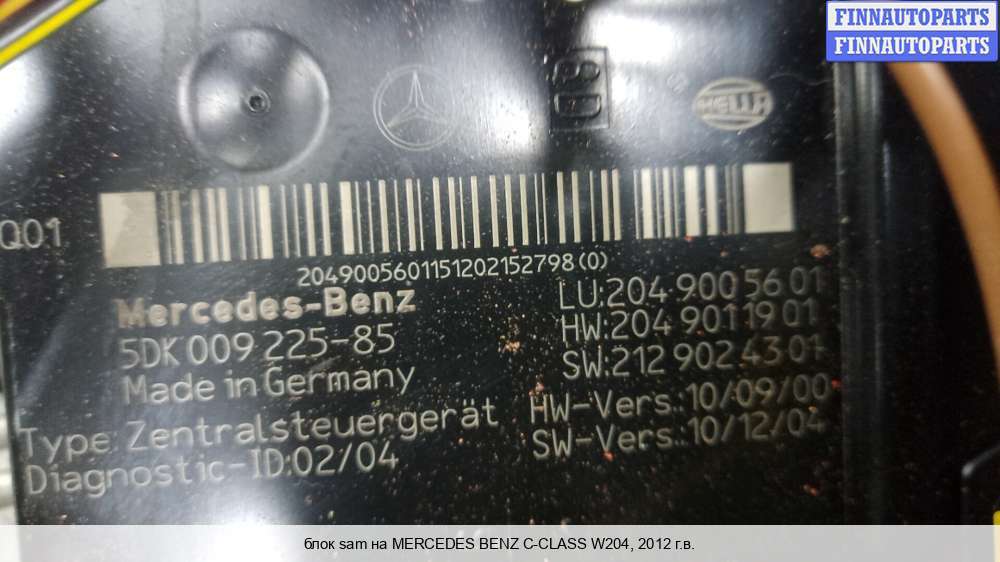 FINNAUTOPARTS
FINNAUTOPARTS
08
HELLA
Q01
2049005601151202152798(0)
Mercedes-Benz
5DK 009 225-85
Made in Germany
Type: Zentralsteuergerät
Diagnostic-ID:02/04
LU:204 900 56 01
HW:204 901 19 01
SW:212 902 43 01
HW-Vers.: 10/09/00
SW-Vers.: 10/12/04
блок sam на MERCEDES BENZ C-CLASS W204, 2012 г.в.